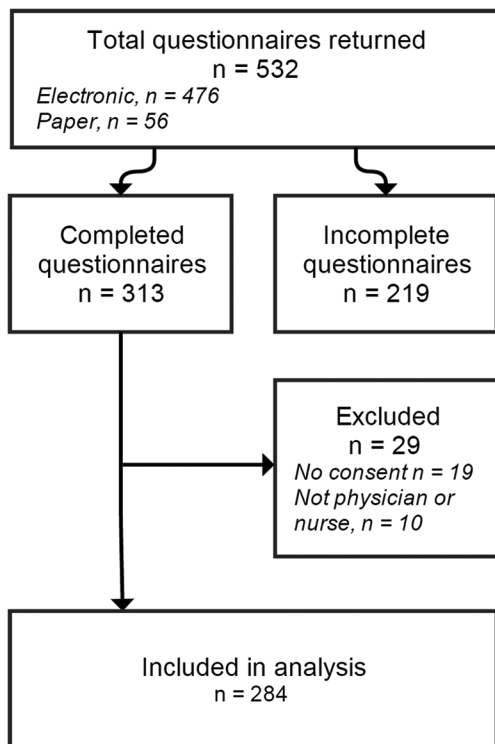 Total questionnaires returned
n = 532
Electronic, n = 476
Paper, n = 56
Completed
questionnaires
n = 313
Incomplete
questionnaires
n = 219
Excluded
n = 29
No consent n = 19
Not physician or
nurse, n = 10
Included in analysis
n = 284